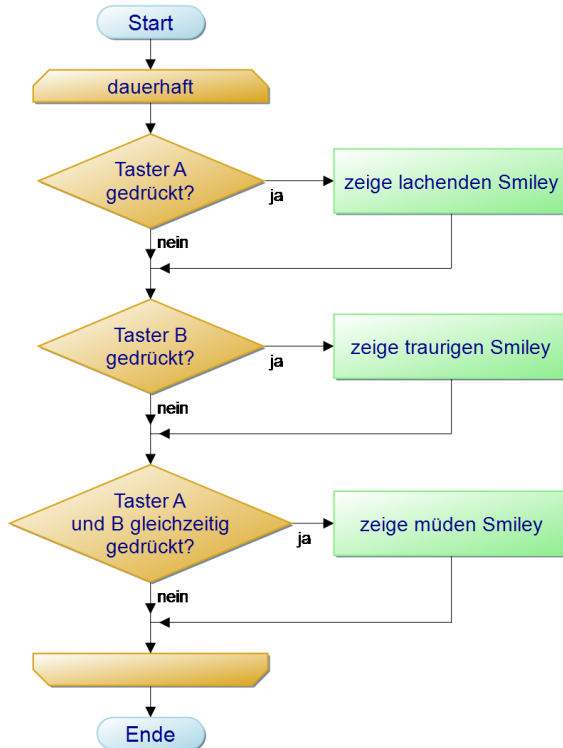 Start
dauerhaft
Taster A
gedrückt?
ja
zeige lachenden Smiley
nein
Taster B
gedrückt?
ja
zeige traurigen Smiley
nein
Taster A
und B gleichzeitig
gedrückt?
ja
zeige müden Smiley
nein
Ende